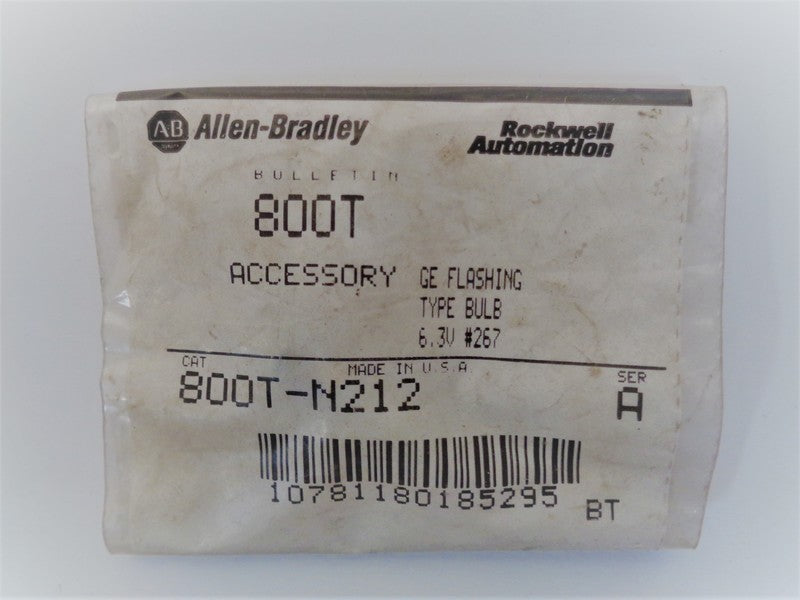 AB Allen-Bradley
Rockwell
Automation
BULLETIN
800T
ACCESSORY GE FLASHING
TYPE BULB
6.3V #267
CAT MADE IN U.S.A SER
800T-N212 A
10781180185295 BT